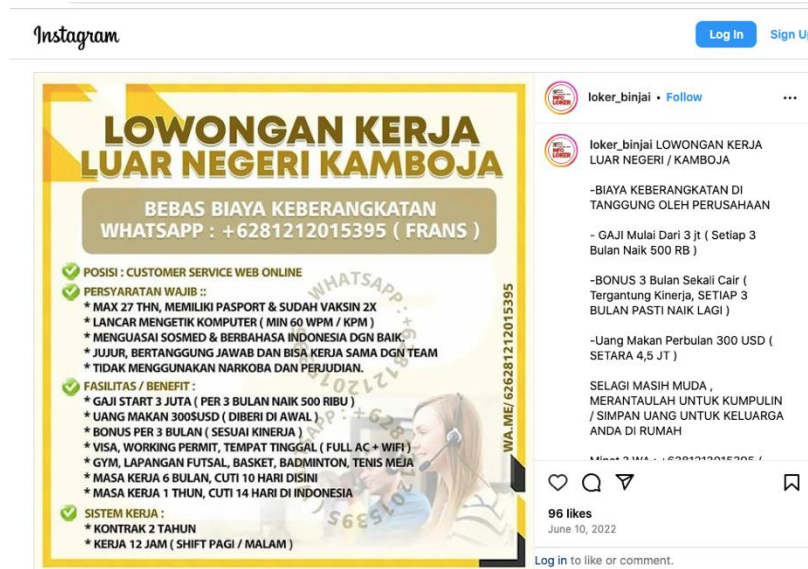 Instagram
Log In
Sign U
LOWONGAN KERJA
LUAR NEGERI KAMBOJA
BEBAS BIAYA KEBERANGKATAN
WHATSAPP : +6281212015395 ( FRANS )
POSISI : CUSTOMER SERVICE WEB ONLINE
PERSYARATAN WAJIB ::
* MAX 27 THN, MEMILIKI PASPORT & SUDAH VAKSIN 2X
* LANCAR MENGETIK KOMPUTER ( MIN 60 WPM / KPM )
* MENGUASAI SOSMED & BERBAHASA INDONESIA DGN BAIK.
* JUJUR, BERTANGGUNG JAWAB DAN BISA KERJA SAMA DGN TEAM
* TIDAK MENGGUNAKAN NARKOBA DAN PERJUDIAN.
FASILITAS / BENEFIT :
* GAJI START 3 JUTA ( PER 3 BULAN NAIK 500 RIBU )
* UANG MAKAN 300$USD ( DIBERI DI AWAL )
* BONUS PER 3 BULAN ( SESUAI KINERJA )
* VISA, WORKING PERMIT, TEMPAT TINGGAL ( FULL AC + WIFI )
* GYM, LAPANGAN FUTSAL, BASKET, BADMINTON, TENIS MEJA
* MASA KERJA 6 BULAN, CUTI 10 HARI DISINI
* MASA KERJA 1 THUN, CUTI 14 HARI DI INDONESIA
SISTEM KERJA :
* KONTRAK 2 TAHUN
* KERJA 12 JAM ( SHIFT PAGI / MALAM )
WA.ME/ 626281212015395
loker_binjai • Follow
loker_binjai LOWONGAN KERJA
LUAR NEGERI / KAMBOJA
-BIAYA KEBERANGKATAN DI
TANGGUNG OLEH PERUSAHAAN
- GAJI Mulai Dari 3 jt ( Setiap 3
Bulan Naik 500 RB )
-BONUS 3 Bulan Sekali Cair (
Tergantung Kinerja, SETIAP 3
BULAN PASTI NAIK LAGI )
-Uang Makan Perbulan 300 USD (
SETARA 4,5 JT )
SELAGI MASIH MUDA ,
MERANTAULAH UNTUK KUMPULIN
/ SIMPAN UANG UNTUK KELUARGA
ANDA DI RUMAH
96 likes
June 10, 2022
Log in to like or comment.